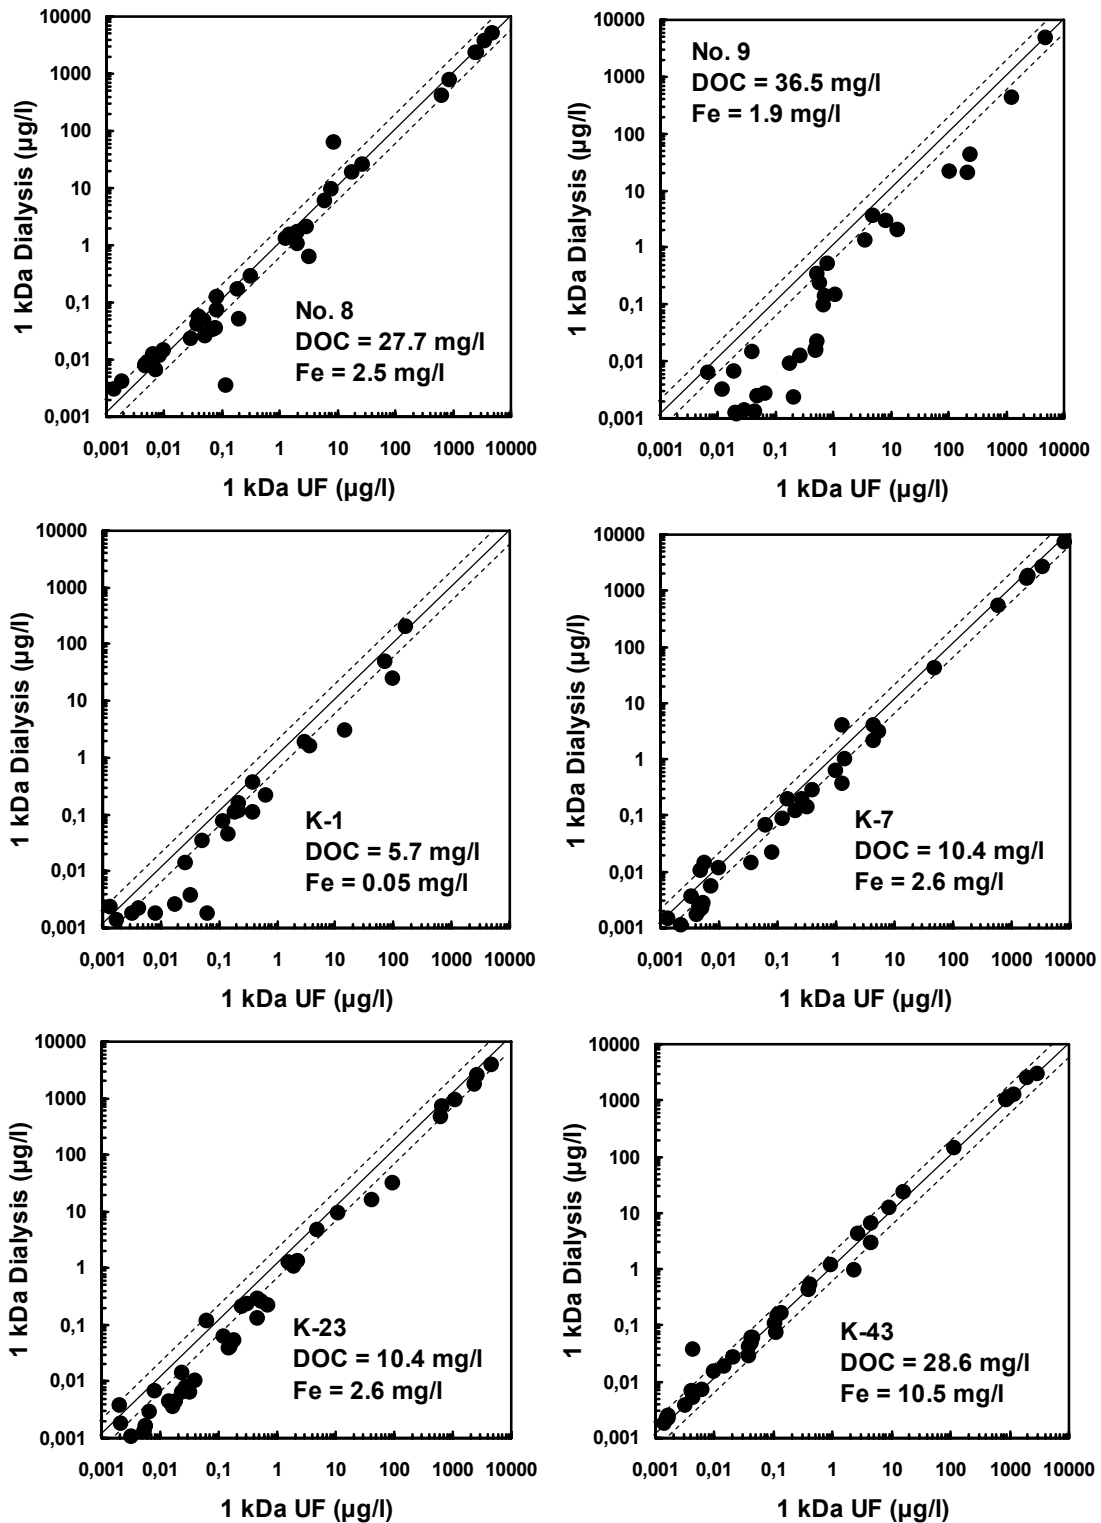 10000
1000
100
10
1
0,1
0,01
0,001
1 kDa Dialysis (µg/l)
No. 8
DOC = 27.7 mg/l
Fe = 2.5 mg/l
0,001 0,01 0,1 1 10 100 1000 10000
1 kDa UF (µg/l)
10000
1000
100
10
1
0,1
0,01
0,001
1 kDa Dialysis (µg/l)
No. 9
DOC = 36.5 mg/l
Fe = 1.9 mg/l
0,001 0,01 0,1 1 10 100 1000 10000
1 kDa UF (µg/l)
10000
1000
100
10
1
0,1
0,01
0,001
1 kDa Dialysis (µg/l)
K-1
DOC = 5.7 mg/l
Fe = 0.05 mg/l
0,001 0,01 0,1 1 10 100 1000 10000
1 kDa UF (µg/l)
10000
1000
100
10
1
0,1
0,01
0,001
1 kDa Dialysis (µg/l)
K-7
DOC = 10.4 mg/l
Fe = 2.6 mg/l
0,001 0,01 0,1 1 10 100 1000 10000
1 kDa UF (µg/l)
10000
1000
100
10
1
0,1
0,01
0,001
1 kDa Dialysis (µg/l)
K-23
DOC = 10.4 mg/l
Fe = 2.6 mg/l
0,001 0,01 0,1 1 10 100 1000 10000
1 kDa UF (µg/l)
10000
1000
100
10
1
0,1
0,01
0,001
1 kDa Dialysis (µg/l)
K-43
DOC = 28.6 mg/l
Fe = 10.5 mg/l
0,001 0,01 0,1 1 10 100 1000 10000
1 kDa UF (µg/l)